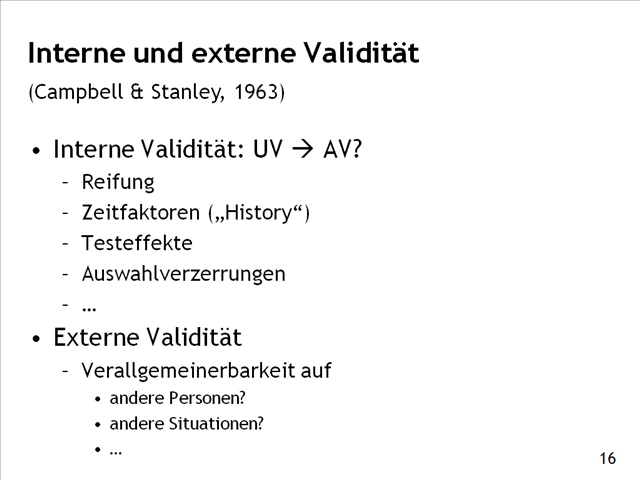 Interne und externe Validität
(Campbell & Stanley, 1963)
• Interne Validität: UV → AV?
– Reifung
– Zeitfaktoren („History“)
– Testeffekte
– Auswahlverzerrungen
– …
• Externe Validität
– Verallgemeinerbarkeit auf
• andere Personen?
• andere Situationen?
• …
16